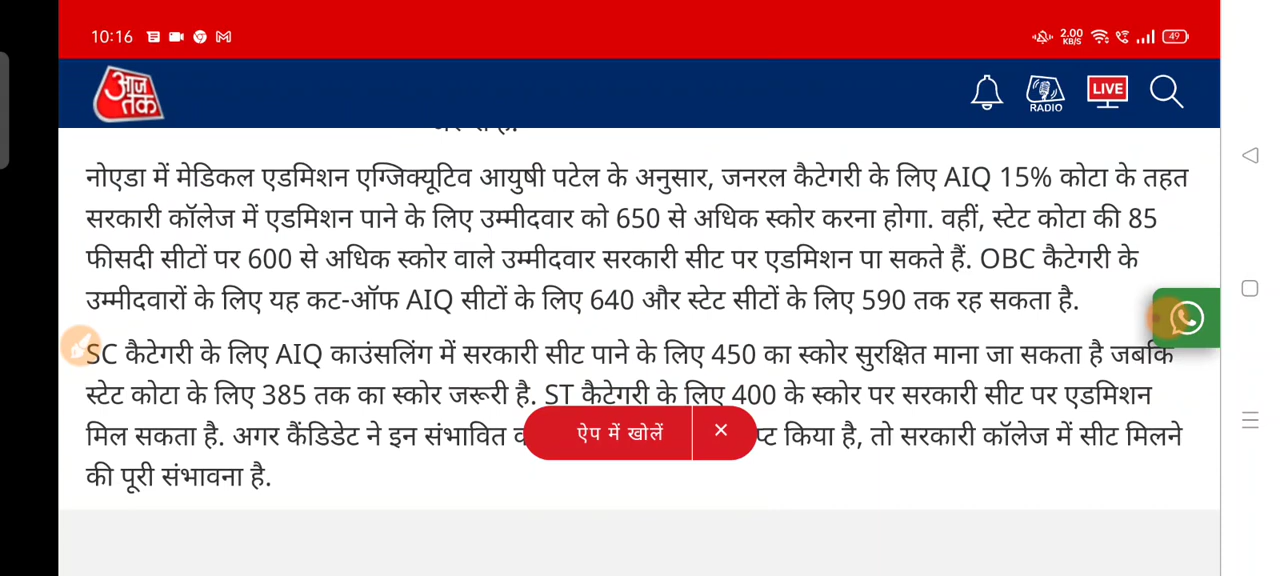 10:16
2.00 KB/S
49
आज तक
RADIO
LIVE
नोएडा में मेडिकल एडमिशन एग्जिक्यूटिव आयुषी पटेल के अनुसार, जनरल कैटेगरी के लिए AIQ 15% कोटा के तहत
सरकारी कॉलेज में एडमिशन पाने के लिए उम्मीदवार को 650 से अधिक स्कोर करना होगा. वहीं, स्टेट कोटा की 85
फीसदी सीटों पर 600 से अधिक स्कोर वाले उम्मीदवार सरकारी सीट पर एडमिशन पा सकते हैं. OBC कैटेगरी के
उम्मीदवारों के लिए यह कट-ऑफ AIQ सीटों के लिए 640 और स्टेट सीटों के लिए 590 तक रह सकता है.
SC कैटेगरी के लिए AIQ काउंसलिंग में सरकारी सीट पाने के लिए 450 का स्कोर सुरक्षित माना जा सकता है जबकि
स्टेट कोटा के लिए 385 तक का स्कोर जरूरी है. ST कैटेगरी के लिए 400 के स्कोर पर सरकारी सीट पर एडमिशन
मिल सकता है. अगर कैंडिडेट ने इन संभावित किया है, तो सरकारी कॉलेज में सीट मिलने
ऐप में खोलें
की पूरी संभावना है.